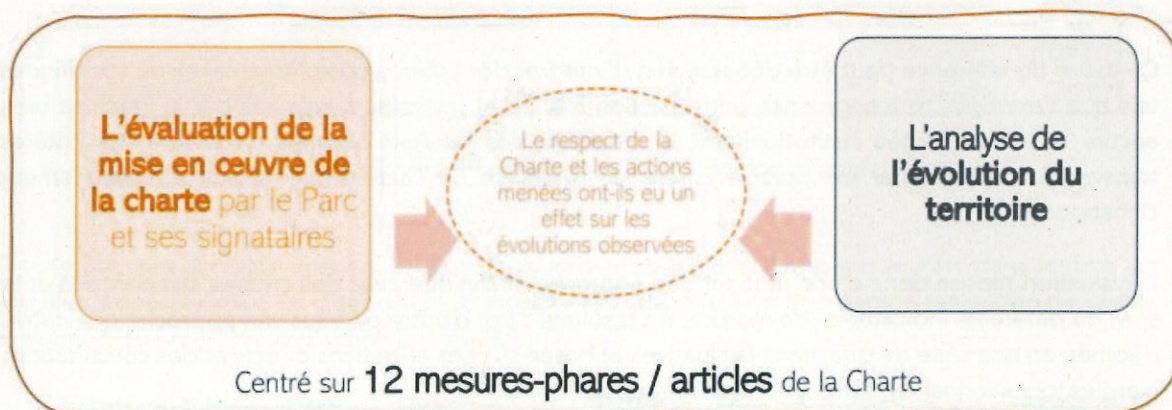 L'évaluation de la
mise en œuvre de
la charte par le Parc
et ses signataires
Le respect de la
Charte et les actions
menées ont-ils eu un
effet sur les
évolutions observées
L'analyse de
l'évolution du
territoire
Centré sur 12 mesures-phares / articles de la Charte